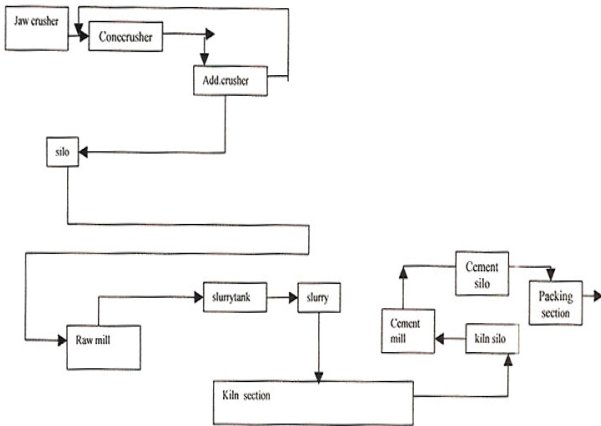 Jaw crusher
Conecrusher
Add.crusher
silo
slurrytank
slurry
Raw mill
Kiln section
Cement
mill
kiln silo
Cement
silo
Packing
section